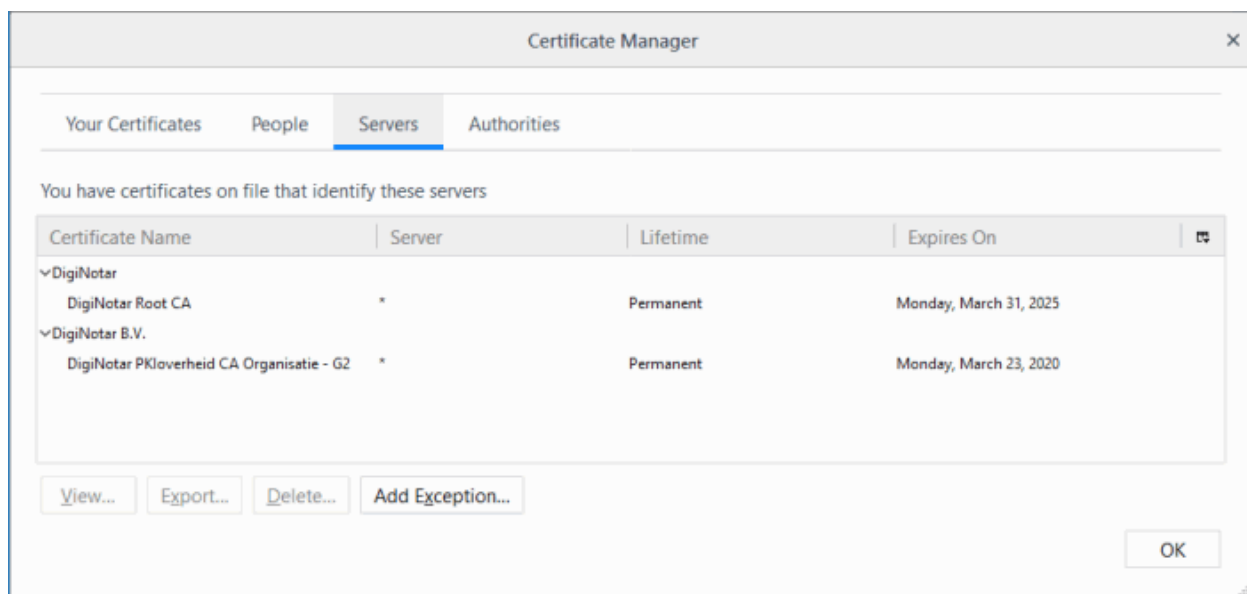 Certificate Manager
Your Certificates People Servers Authorities
You have certificates on file that identify these servers
Certificate Name Server Lifetime Expires On
DigiNotar
DigiNotar Root CA * Permanent Monday, March 31, 2025
DigiNotar B.V.
DigiNotar PKIoverheid CA Organisatie - G2 * Permanent Monday, March 23, 2020
View... Export... Delete... Add Exception...
OK